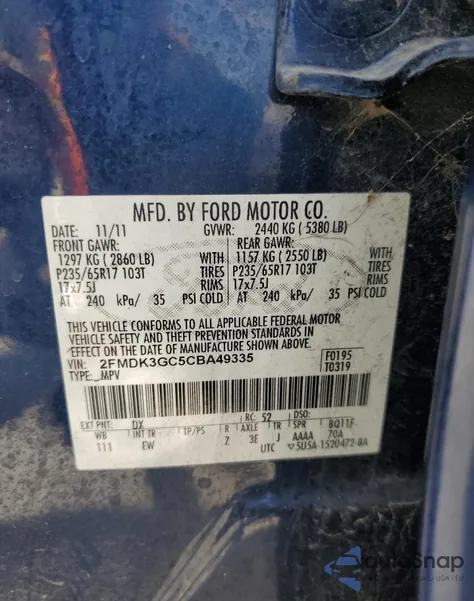 MFD. BY FORD MOTOR CO.
DATE: 11/11 GVWR: 2440 KG ( 5380 LB)
FRONT GAWR: REAR GAWR:
1297 KG ( 2860 LB) WITH 1157 KG ( 2550 LB) WITH
P235/65R17 103T TIRES P235/65R17 103T TIRES
17x7.5J RIMS 17x7.5J RIMS
AT 240 kPa/ 35 PSI COLD AT 240 kPa/ 35 PSI COLD
THIS VEHICLE CONFORMS TO ALL APPLICABLE FEDERAL MOTOR
VEHICLE SAFETY AND THEFT PREVENTION STANDARDS IN
EFFECT ON THE DATE OF MANUFACTURE SHOWN ABOVE.
VIN: 2FMDK3GC5CBA49335 F0195
TYPE: MPV T0319
EXT PNT: DX RC: 52 DSO:
WB INT TR TP/PS R AXLE TR SPR BQ11F
111 EW Z 3E J AAAA 70A
UTC ▽5U5A-1520472-BA
AutoSnap